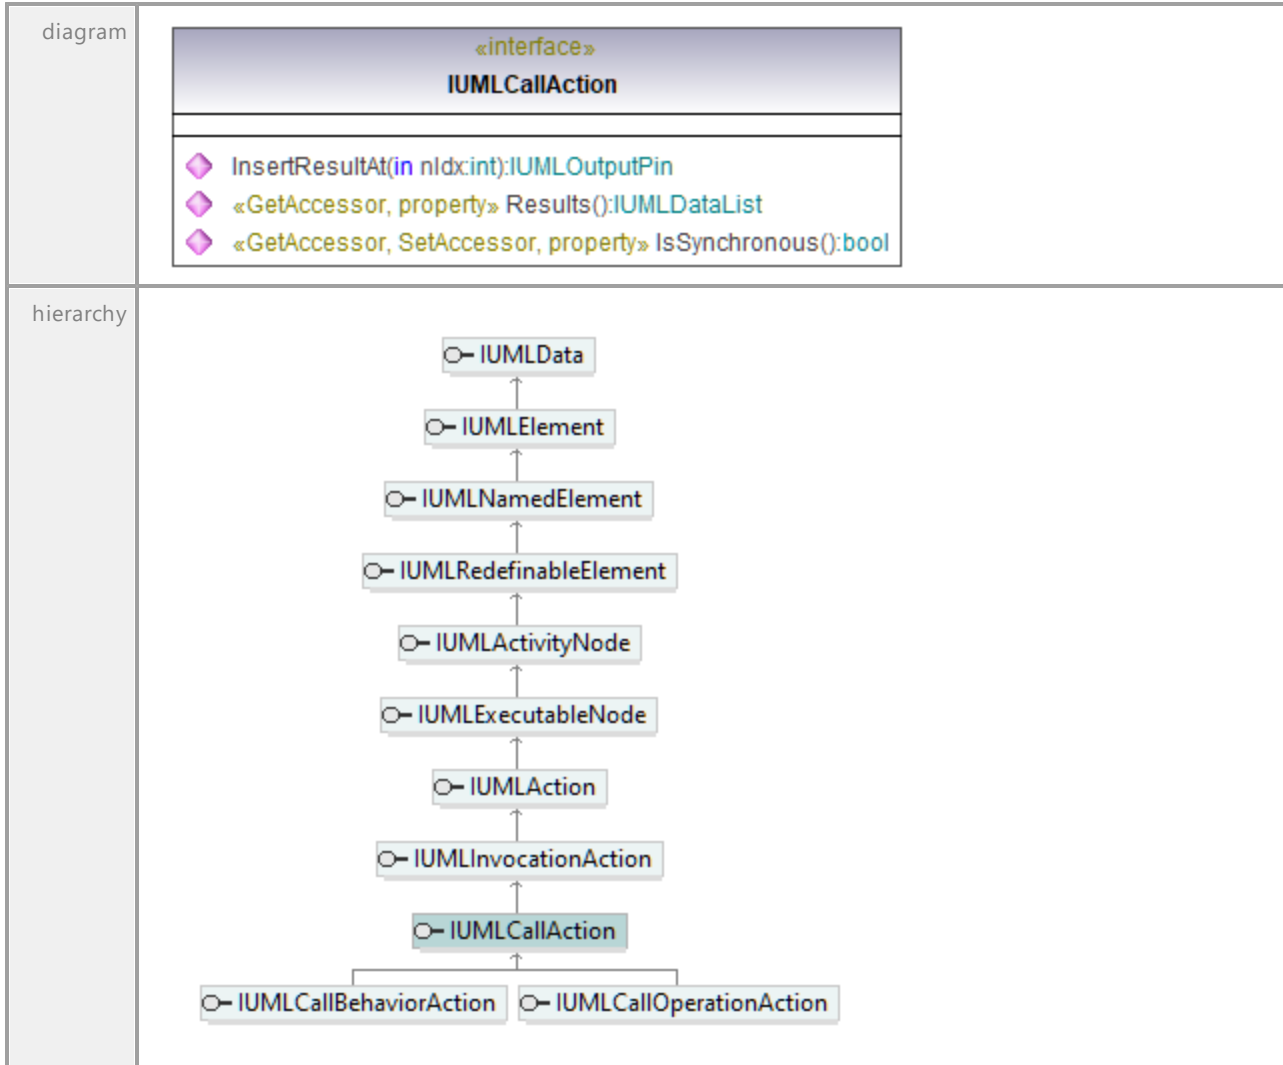 diagram
«interface»
IUMLCallAction
InsertResultAt(in nIdx:int):IUMLOutputPin
«GetAccessor, property» Results():IUMLDataList
«GetAccessor, SetAccessor, property» IsSynchronous():bool
hierarchy
IUMLData
IUMLElement
IUMLNamedElement
IUMLRedefinableElement
IUMLActivityNode
IUMLExecutableNode
IUMLAction
IUMLInvocationAction
IUMLCallAction
IUMLCallBehaviorAction IUMLCallOperationAction